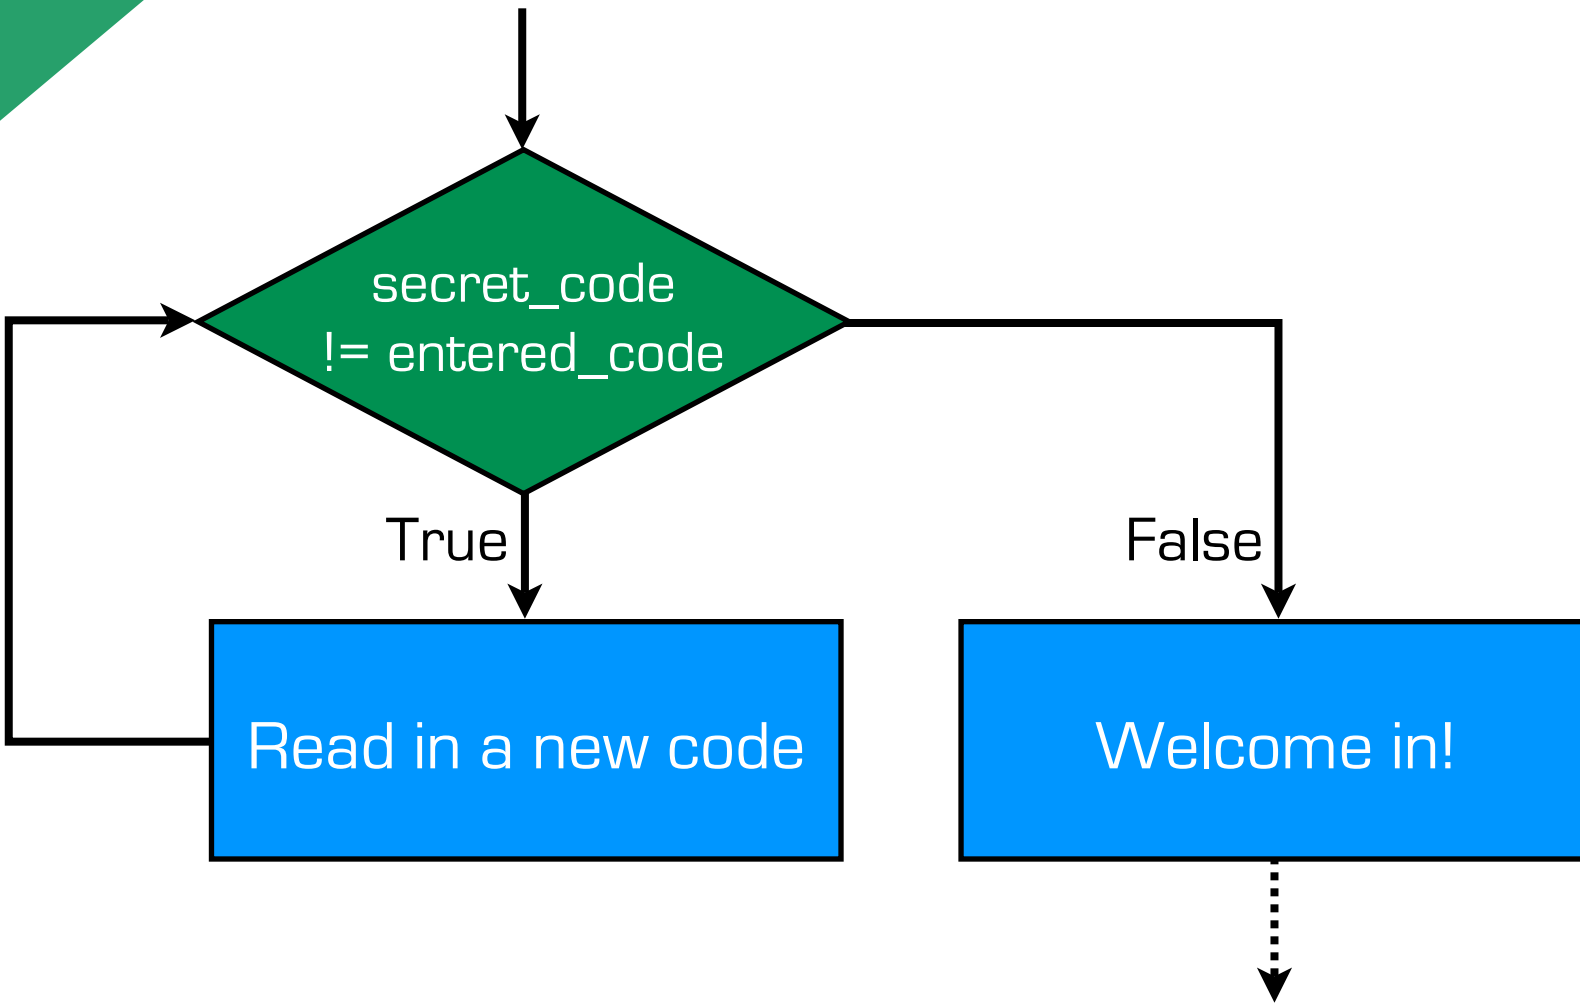 secret_code
!= entered_code
True
False
Read in a new code
Welcome in!